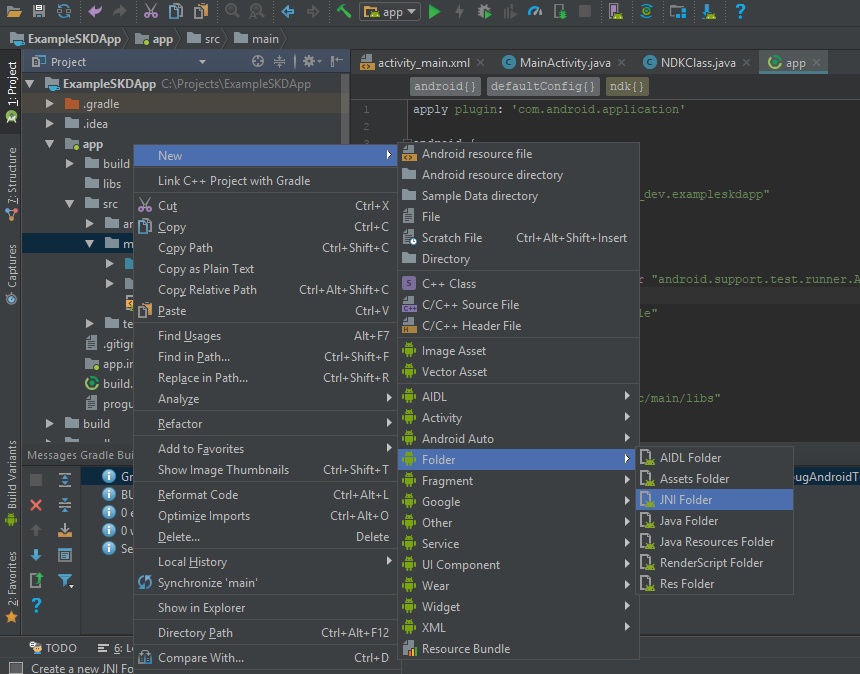 app
ExampleSKDApp app src main
Project
activity_main.xml MainActivity.java NDKClass.java app
1: Project
7: Structure
Captures
Build Variants
2: Favorites
ExampleSKDApp C:\Projects\ExampleSKDApp
.gradle
.idea
app
build
libs
src
.gitign
app.im
build.
progu
build
android{} defaultConfig{} ndk{}
1 apply plugin: 'com.android.application'
2
3 android {
_dev.exampleskdapp"
r "android.support.test.runner.A
le"
c/main/libs"
New
Link C++ Project with Gradle
Cut Ctrl+X
Copy Ctrl+C
Copy Path Ctrl+Shift+C
Copy as Plain Text
Copy Relative Path Ctrl+Alt+Shift+C
Paste Ctrl+V
Find Usages Alt+F7
Find in Path... Ctrl+Shift+F
Replace in Path... Ctrl+Shift+R
Analyze
Refactor
Add to Favorites
Show Image Thumbnails Ctrl+Shift+T
Reformat Code Ctrl+Alt+L
Optimize Imports Ctrl+Alt+O
Delete... Delete
Local History
Synchronize 'main'
Show in Explorer
Directory Path Ctrl+Alt+F12
Compare With... Ctrl+D
Android resource file
Android resource directory
Sample Data directory
File
Scratch File Ctrl+Alt+Shift+Insert
Directory
C++ Class
C/C++ Source File
C/C++ Header File
Image Asset
Vector Asset
AIDL
Activity
Android Auto
Folder
Fragment
Google
Other
Service
UI Component
Wear
Widget
XML
Resource Bundle
AIDL Folder
Assets Folder
JNI Folder
Java Folder
Java Resources Folder
RenderScript Folder
Res Folder
Messages Gradle Bui
Gr
BU
0 e
0 w
Se
bugAndroidT
TODO 6: L
Create a new JNI Fo